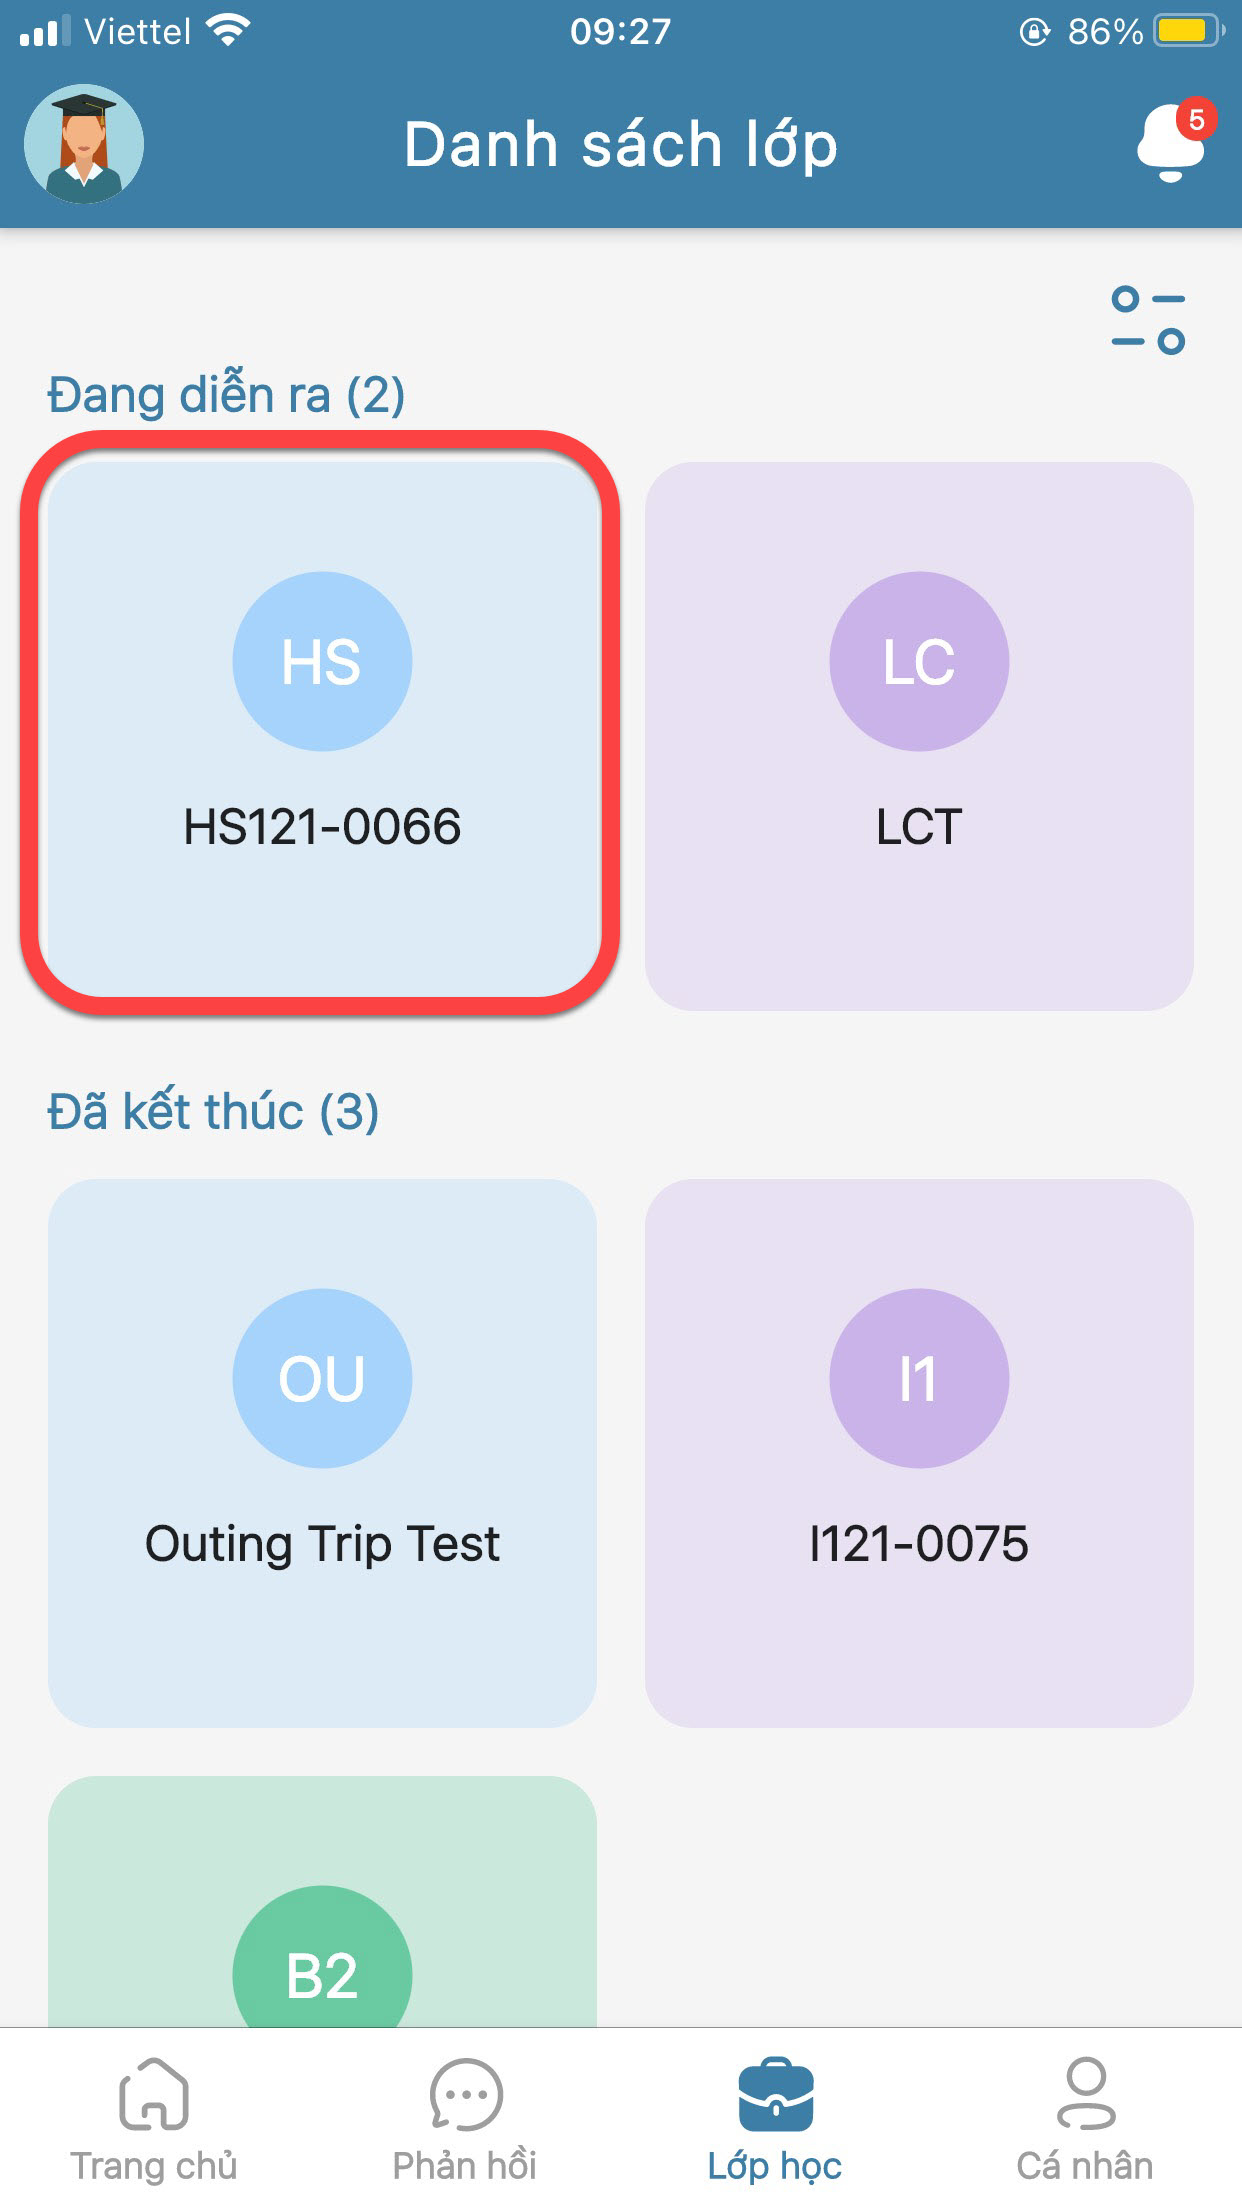 Viettel 09:27 86%
Danh sách lớp 5
Đang diễn ra (2)
HS LC
HS121-0066 LCT
Đã kết thúc (3)
OU I1
Outing Trip Test I121-0075
B2
Trang chủ Phản hồi Lớp học Cá nhân